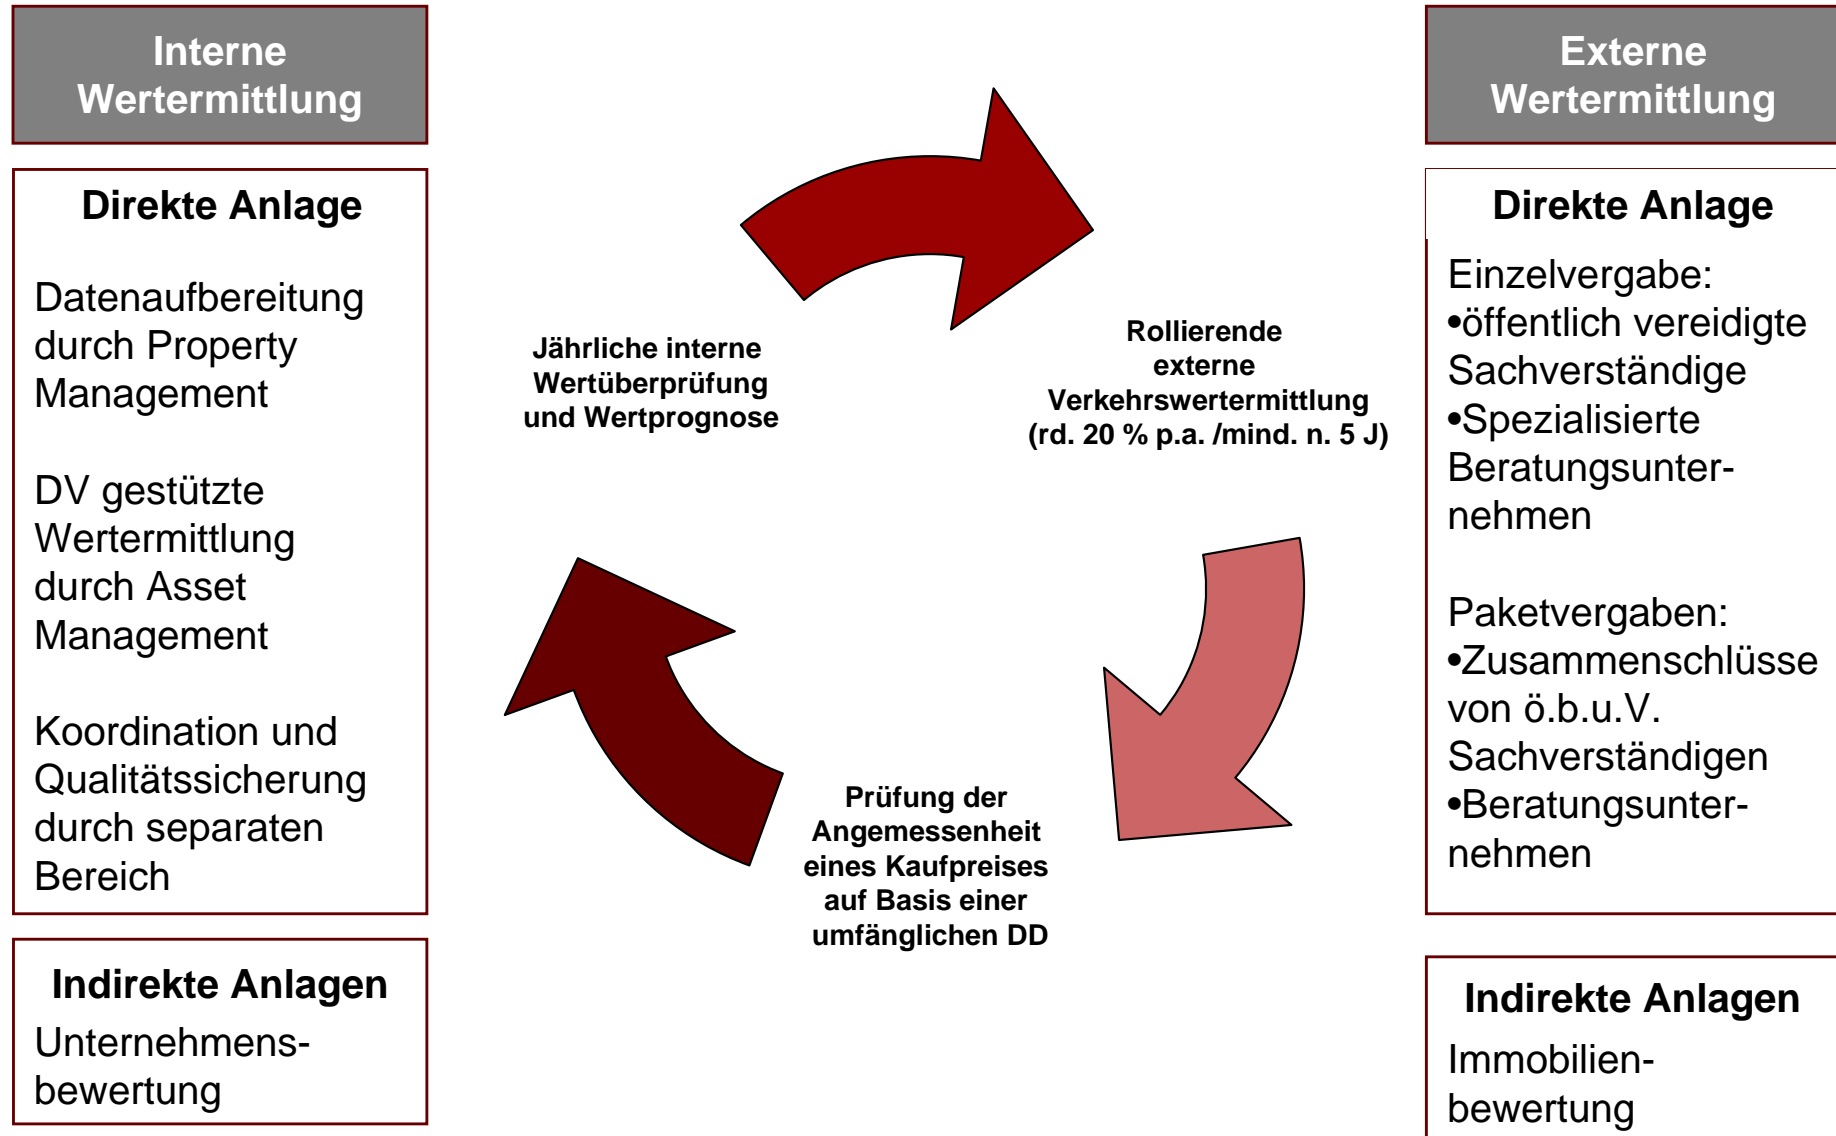 Interne
Wertermittlung
Direkte Anlage
Datenaufbereitung
durch Property
Management
DV gestützte
Wertermittlung
durch Asset
Management
Koordination und
Qualitätssicherung
durch separaten
Bereich
Indirekte Anlagen
Unternehmens-
bewertung
Jährliche interne
Wertüberprüfung
und Wertprognose
Rollierende
externe
Verkehrswertermittlung
(rd. 20 % p.a. /mind. n. 5 J)
Prüfung der
Angemessenheit
eines Kaufpreises
auf Basis einer
umfänglichen DD
Externe
Wertermittlung
Direkte Anlage
Einzelvergabe:
•öffentlich vereidigte
Sachverständige
•Spezialisierte
Beratungsunter-
nehmen
Paketvergaben:
•Zusammenschlüsse
von ö.b.u.V.
Sachverständigen
•Beratungsunter-
nehmen
Indirekte Anlagen
Immobilien-
bewertung